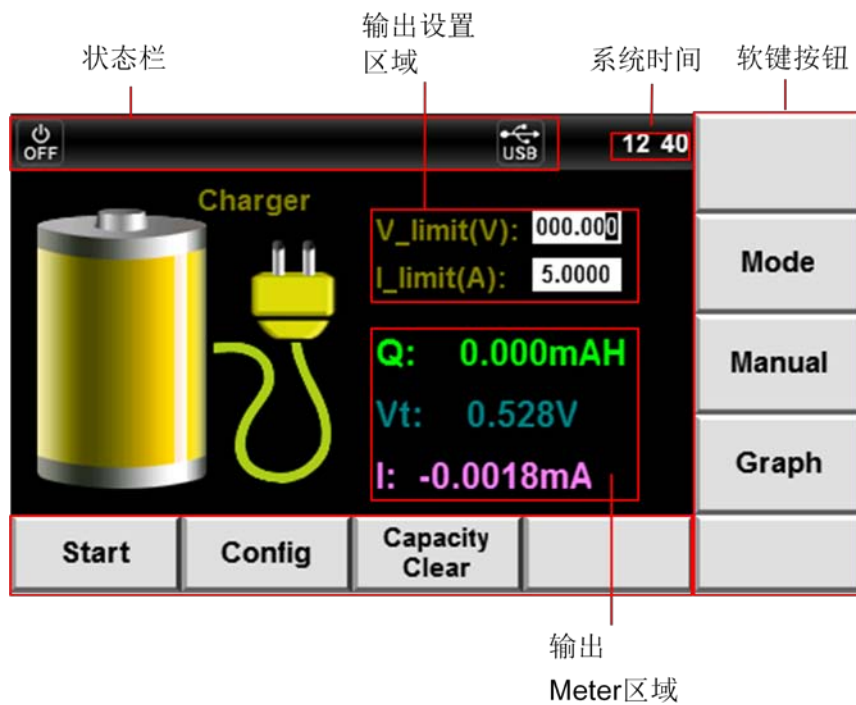 状态栏
输出设置
区域
系统时间
软键按钮
OFF
USB
12 40
Charger
V_limit(V): 000.000
I_limit(A): 5.0000
Q: 0.000mAH
Vt: 0.528V
I: -0.0018mA
Mode
Manual
Graph
Start
Config
Capacity
Clear
输出
Meter区域